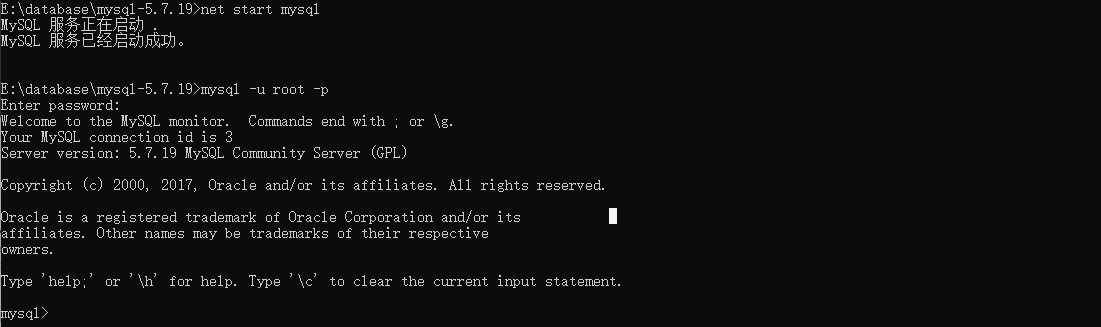 E:\database\mysql-5.7.19>net start mysql
MySQL 服务正在启动 .
MySQL 服务已经启动成功。
E:\database\mysql-5.7.19>mysql -u root -p
Enter password:
Welcome to the MySQL monitor.  Commands end with ; or \g.
Your MySQL connection id is 3
Server version: 5.7.19 MySQL Community Server (GPL)
Copyright (c) 2000, 2017, Oracle and/or its affiliates. All rights reserved.
Oracle is a registered trademark of Oracle Corporation and/or its
affiliates. Other names may be trademarks of their respective
owners.
Type 'help;' or '\h' for help. Type '\c' to clear the current input statement.
mysql>